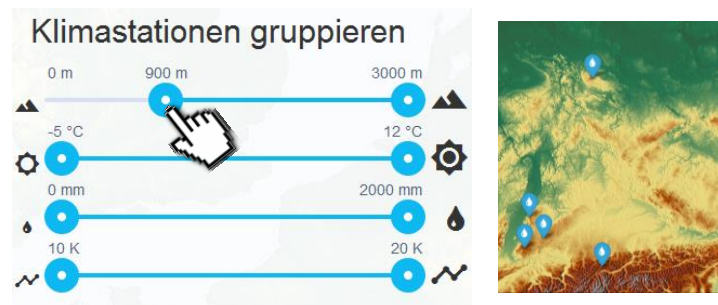 Klimastationen gruppieren
0 m 900 m 3000 m
-5 °C 12 °C
0 mm 2000 mm
10 K 20 K